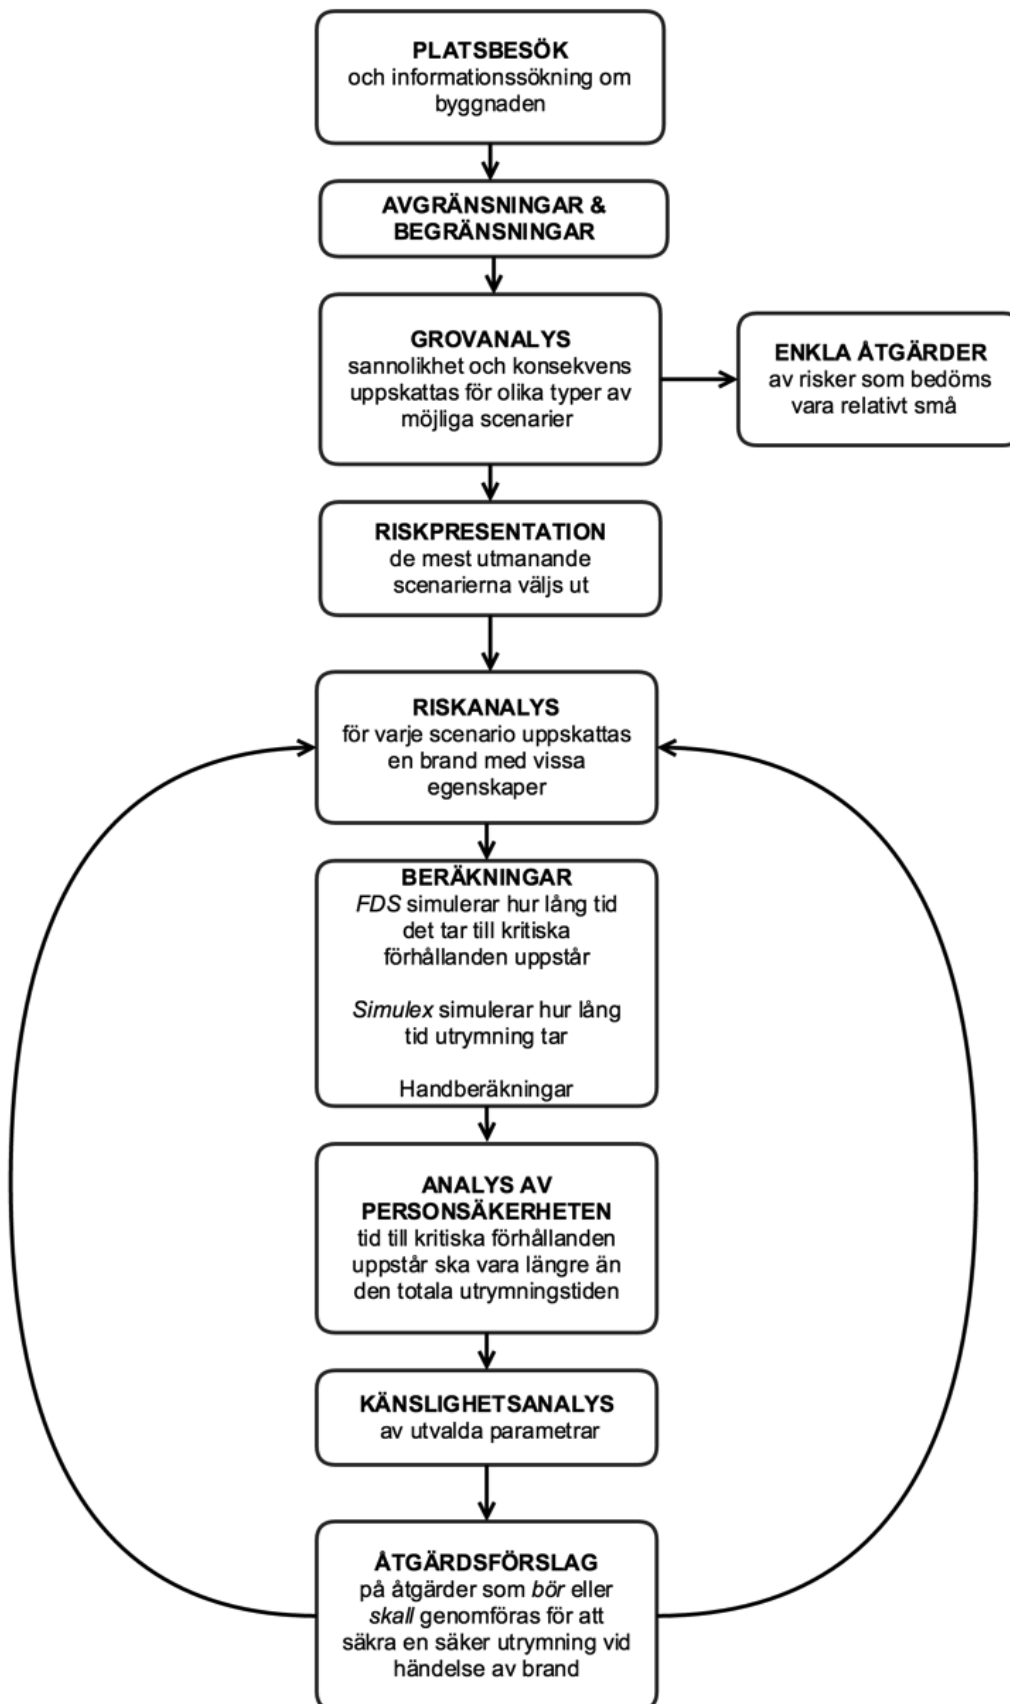 PLATSBESÖK
och informationssökning om
byggnaden
AVGRÄNSNINGAR &
BEGRÄNSNINGAR
GROVANALYS
sannolikhet och konsekvens
uppskattas för olika typer av
möjliga scenarier
ENKLA ÅTGÄRDER
av risker som bedöms
vara relativt små
RISKPRESENTATION
de mest utmanande
scenarierna väljs ut
RISKANALYS
för varje scenario uppskattas
en brand med vissa
egenskaper
BERÄKNINGAR
FDS simulerar hur lång tid
det tar till kritiska
förhållanden uppstår
Simulex simulerar hur lång
tid utrymning tar
Handberäkningar
ANALYS AV
PERSONSÄKERHETEN
tid till kritiska förhållanden
uppstår ska vara längre än
den totala utrymningstiden
KÄNSLIGHETSANALYS
av utvalda parametrar
ÅTGÄRDSFÖRSLAG
på åtgärder som bör eller
skall genomföras för att
säkra en säker utrymning vid
händelse av brand